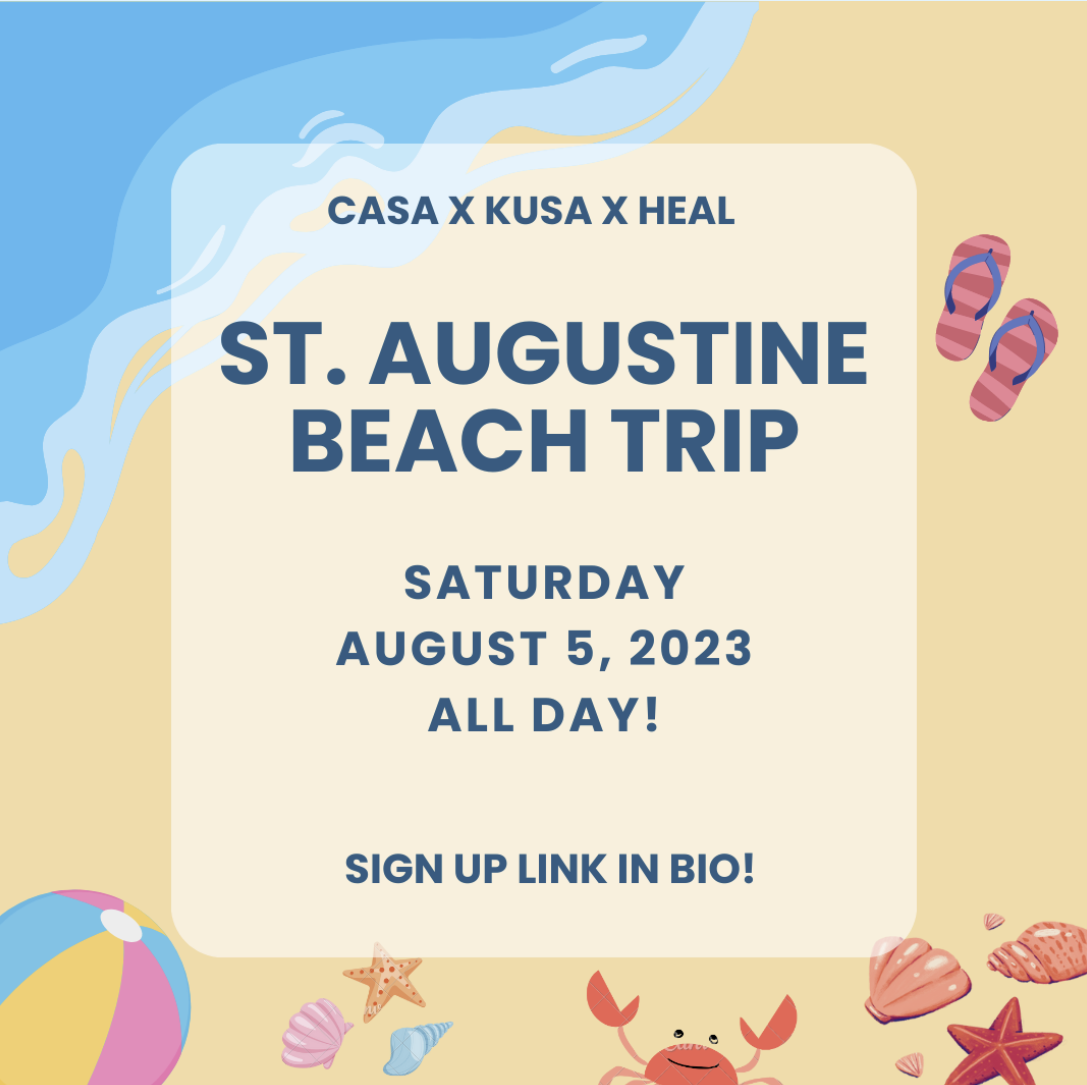 CASA X KUSA X HEAL
ST. AUGUSTINE
BEACH TRIP
SATURDAY
AUGUST 5, 2023
ALL DAY!
SIGN UP LINK IN BIO!